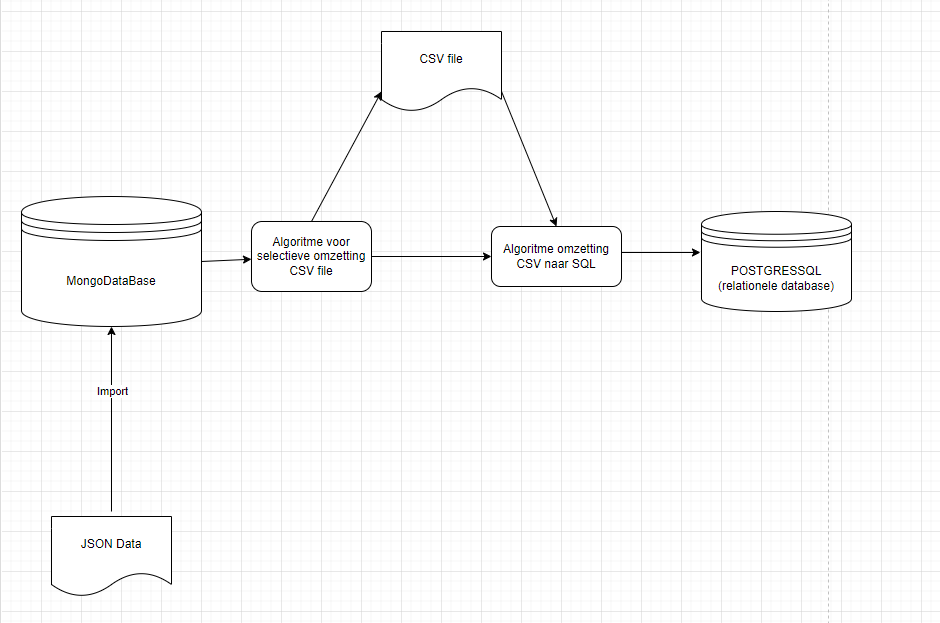 CSV file
Algoritme voor
selectieve omzetting
CSV file
Algoritme omzetting
CSV naar SQL
MongoDataBase
POSTGRESSQL
(relationele database)
Import
JSON Data